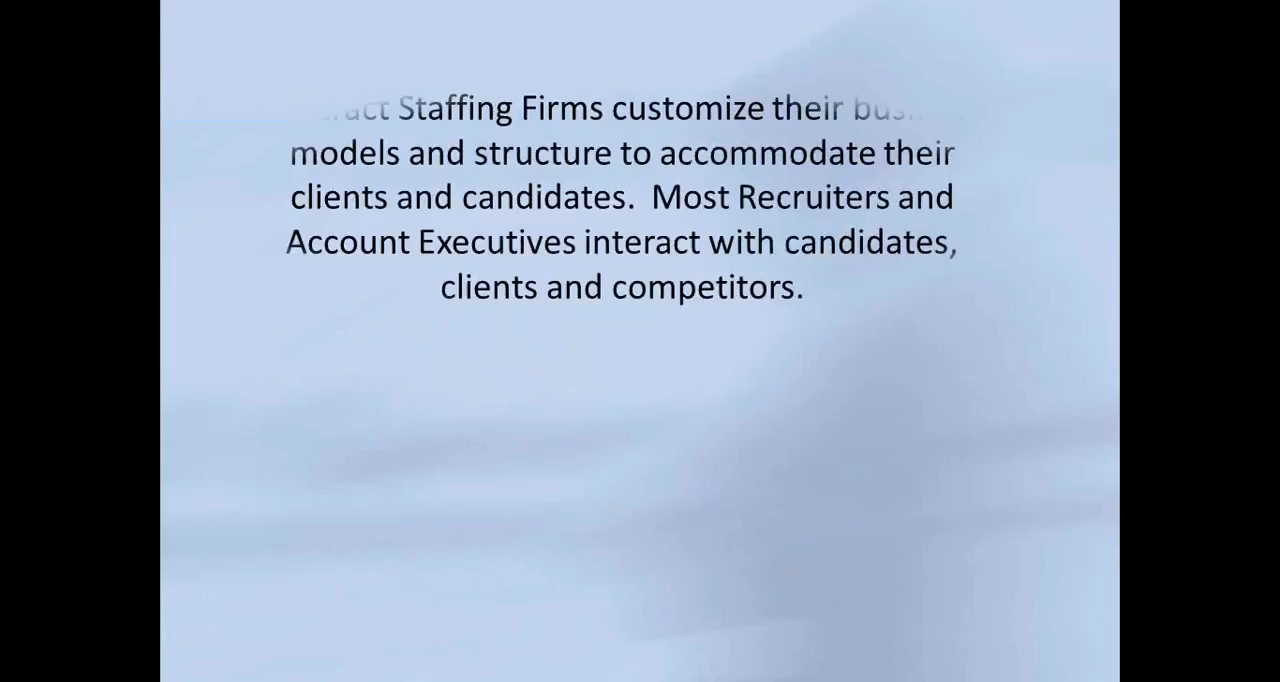 Staffing Firms customize their
models and structure to accommodate their
clients and candidates.  Most Recruiters and
Account Executives interact with candidates,
clients and competitors.